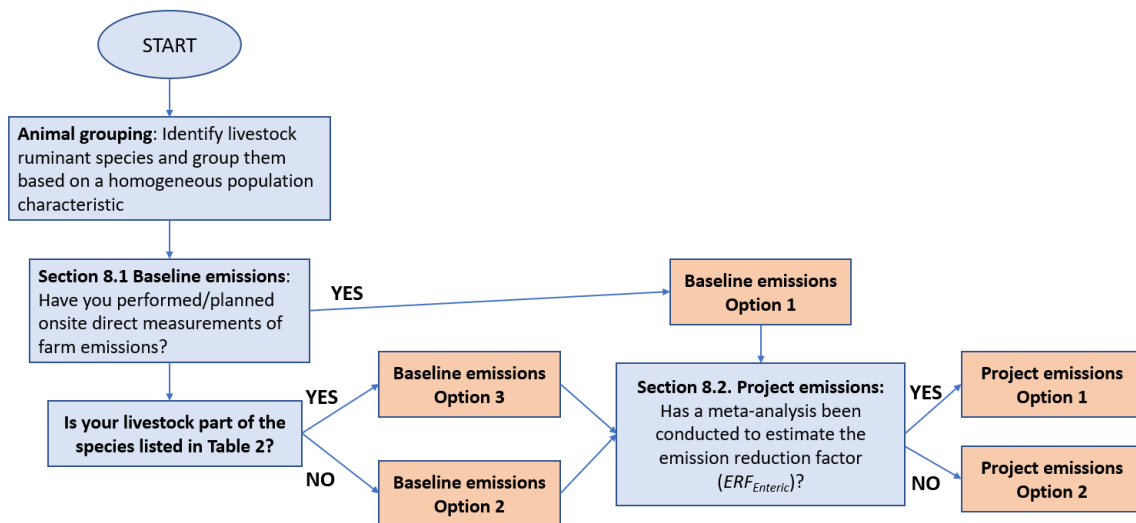 START
Animal grouping: Identify livestock
ruminant species and group them
based on a homogeneous population
characteristic
Section 8.1 Baseline emissions:
Have you performed/planned
onsite direct measurements of
farm emissions?
YES
Baseline emissions
Option 1
Is your livestock part of the
species listed in Table 2?
YES
NO
Baseline emissions
Option 3
Baseline emissions
Option 2
Section 8.2. Project emissions:
Has a meta-analysis been
conducted to estimate the
emission reduction factor
(ERFEnteric)?
YES
NO
Project emissions
Option 1
Project emissions
Option 2